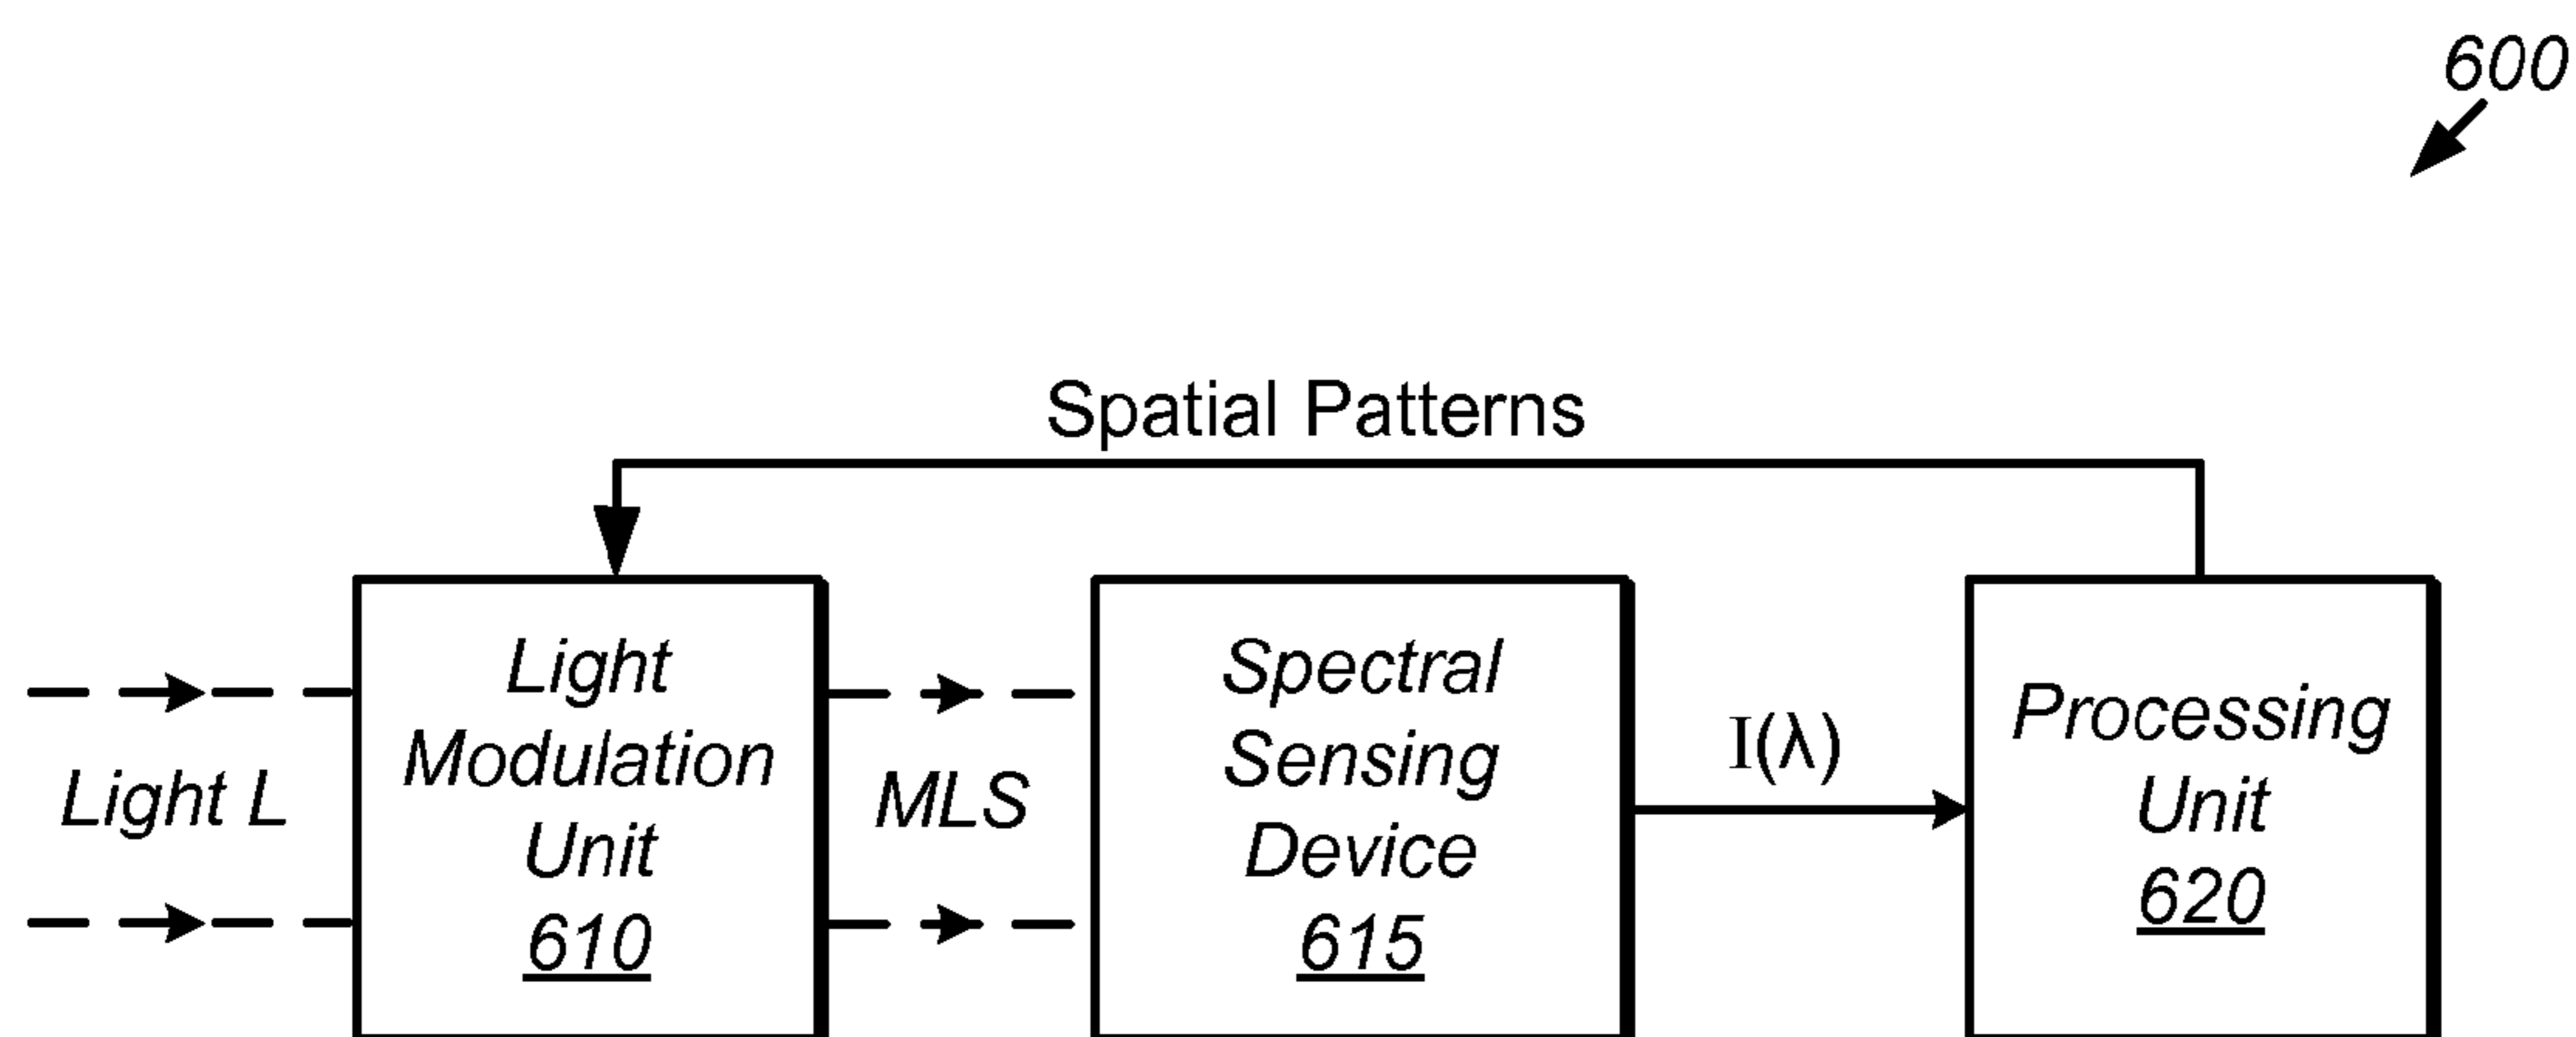 600
Spatial Patterns
Light L
Light
Modulation
Unit
610
MLS
Spectral
Sensing
Device
615
I(λ)
Processing
Unit
620